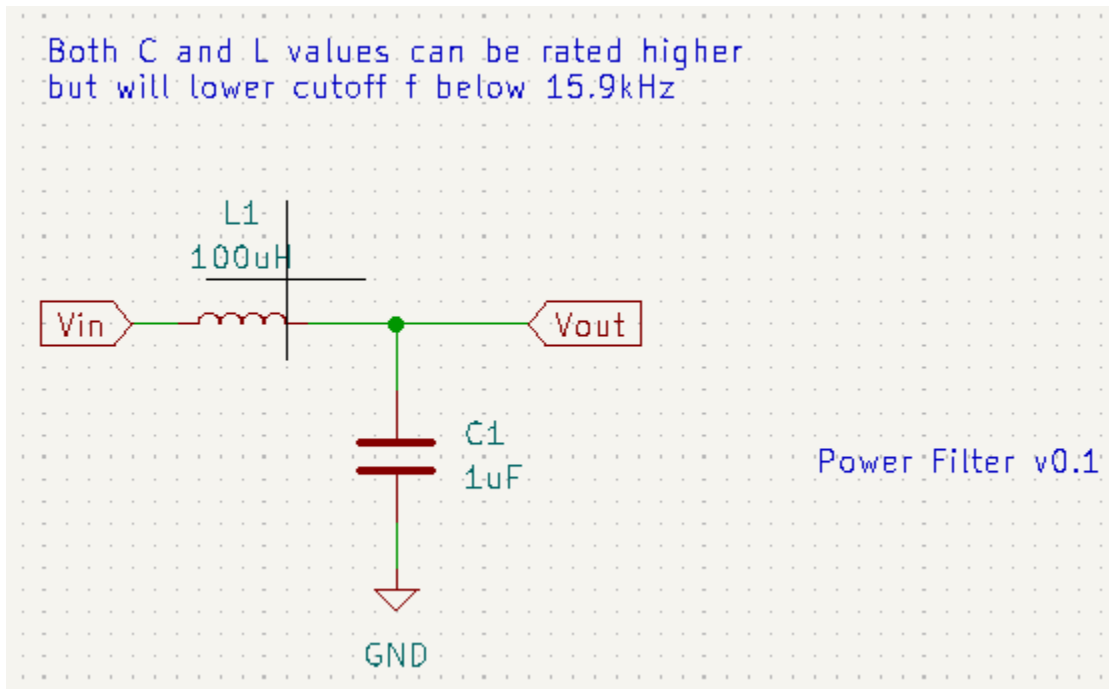 Both C and L values can be rated higher
but will lower cutoff f below 15.9kHz
L1
100uH
Vin
Vout
C1
1uF
Power Filter v0.1
GND